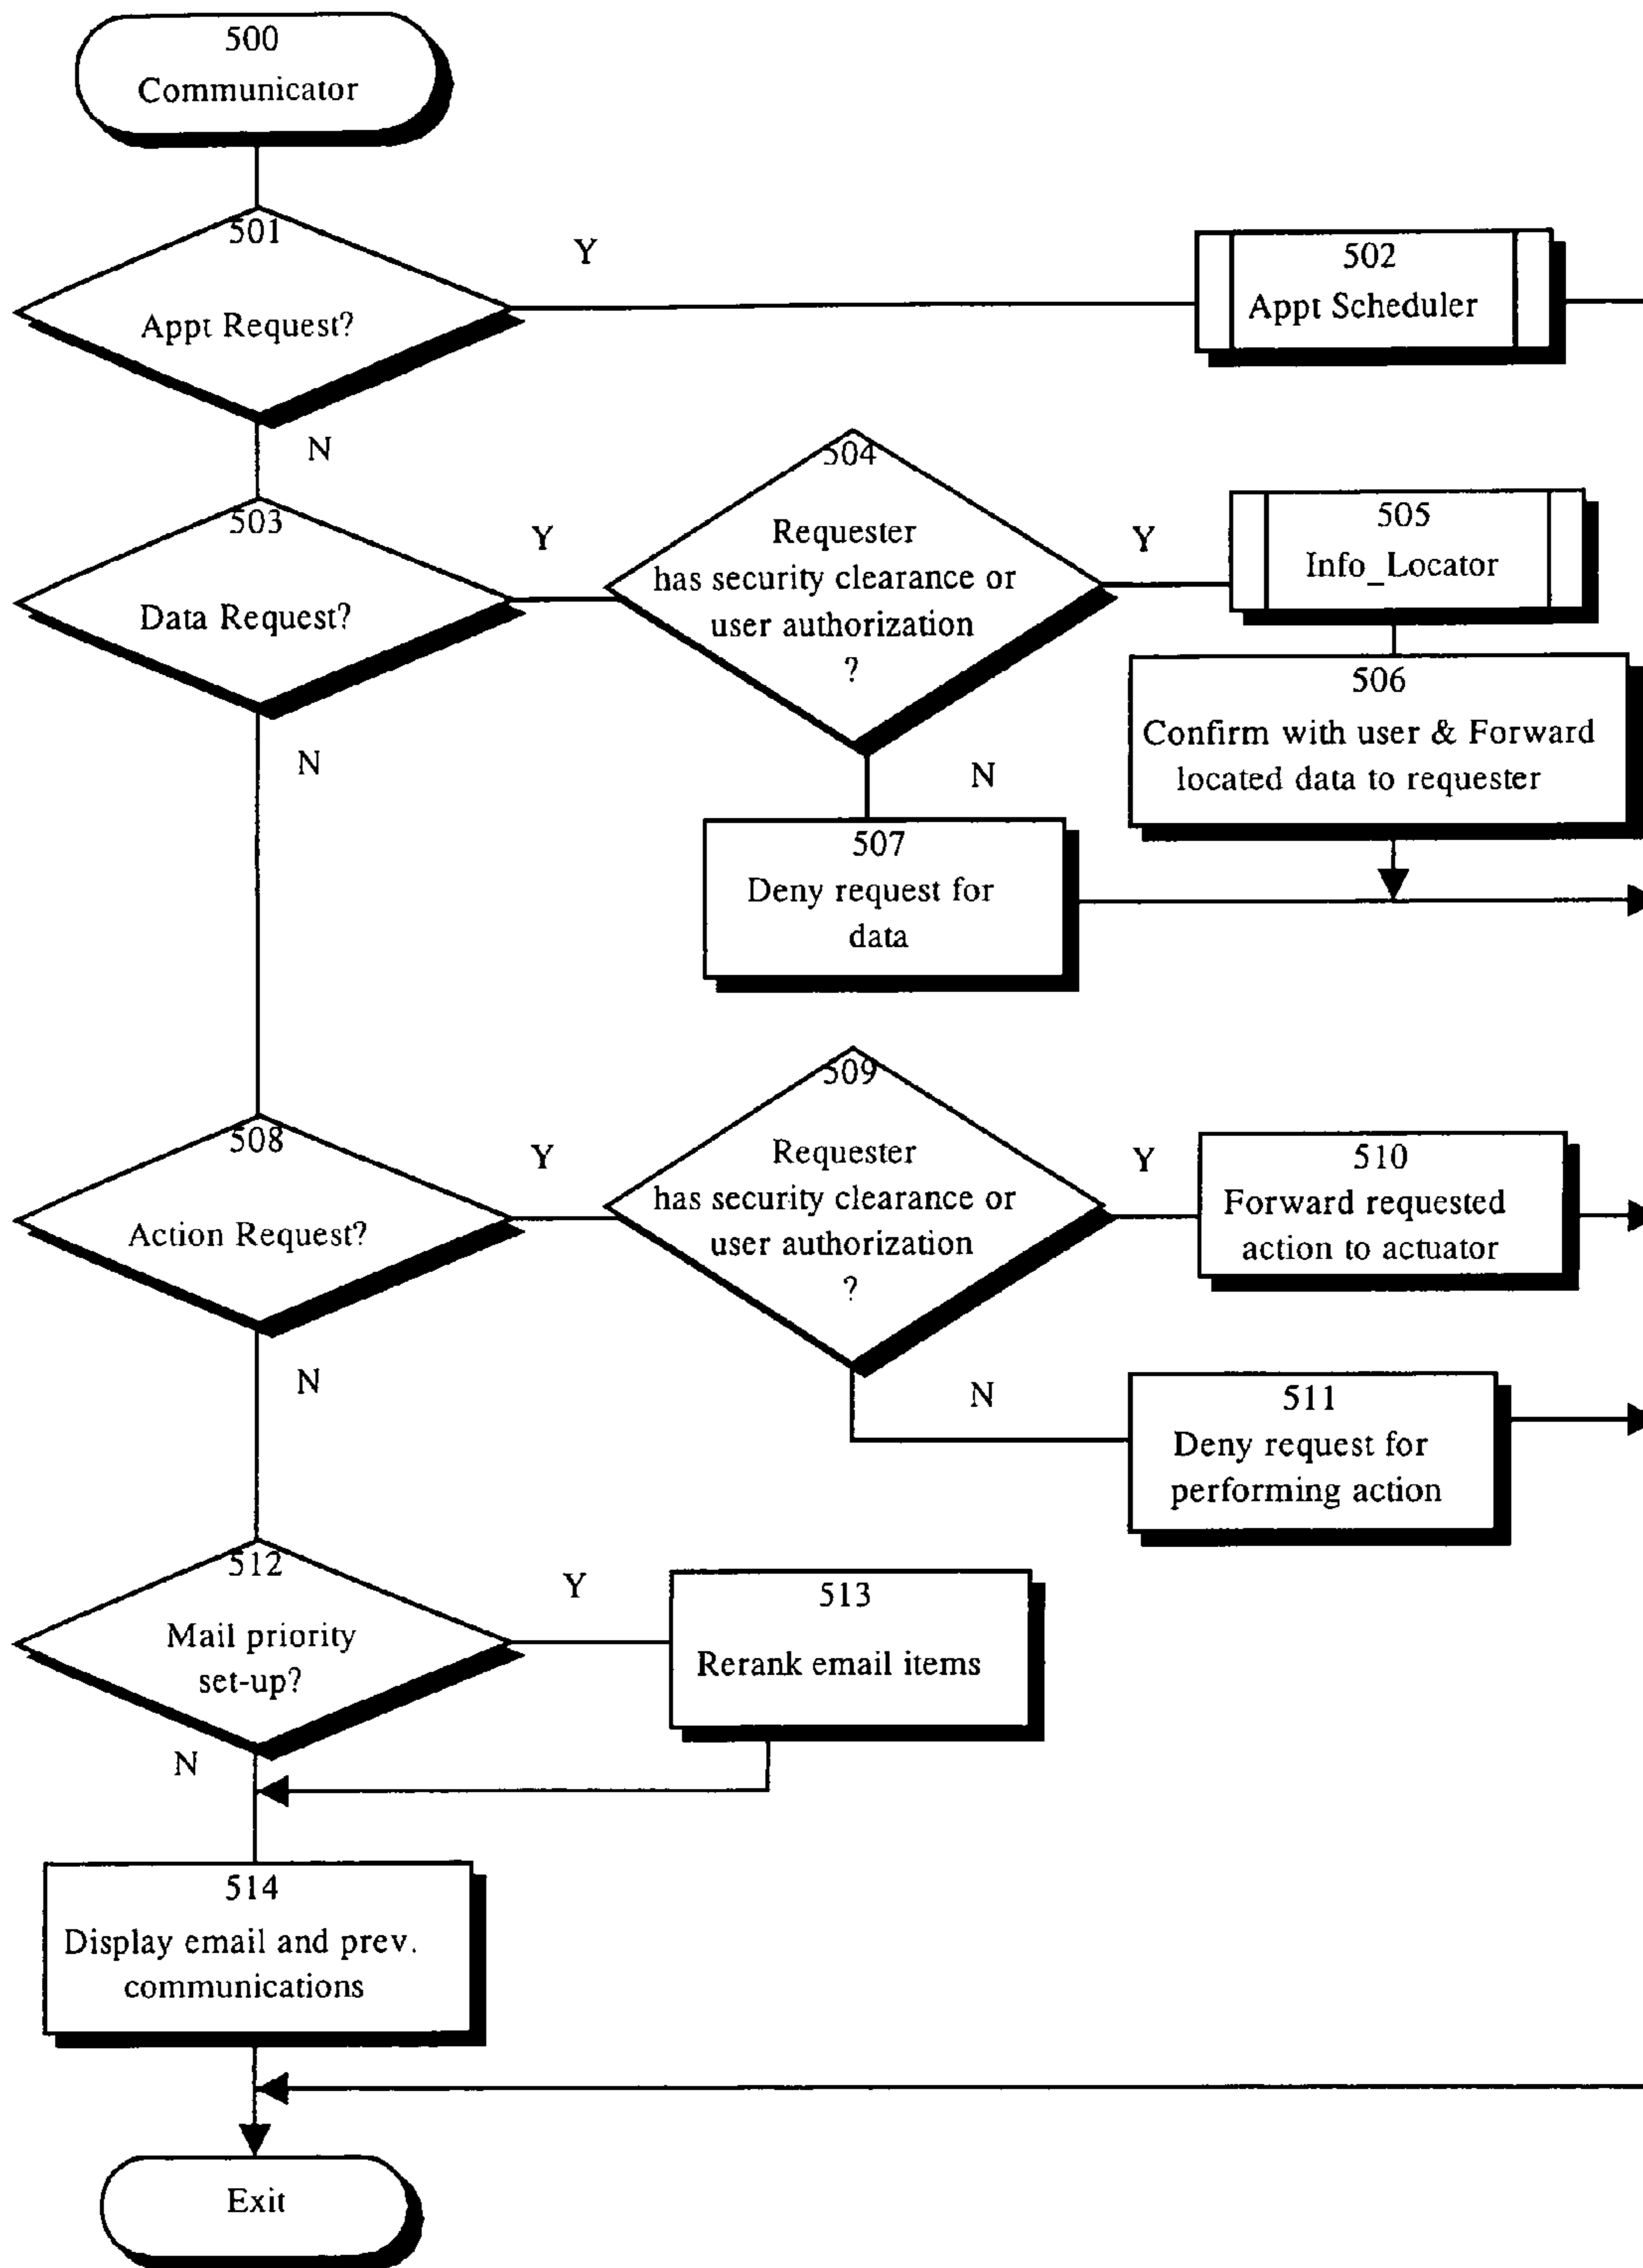 500
Communicator
501
Appt Request?
Y
502
Appt Scheduler
N
503
Data Request?
Y
504
Requester
has security clearance or
user authorization
?
Y
505
Info_Locator
506
Confirm with user & Forward
located data to requester
N
N
507
Deny request for
data
508
Action Request?
Y
509
Requester
has security clearance or
user authorization
?
Y
510
Forward requested
action to actuator
N
N
511
Deny request for
performing action
512
Mail priority
set-up?
Y
513
Rerank email items
N
514
Display email and prev.
communications
Exit